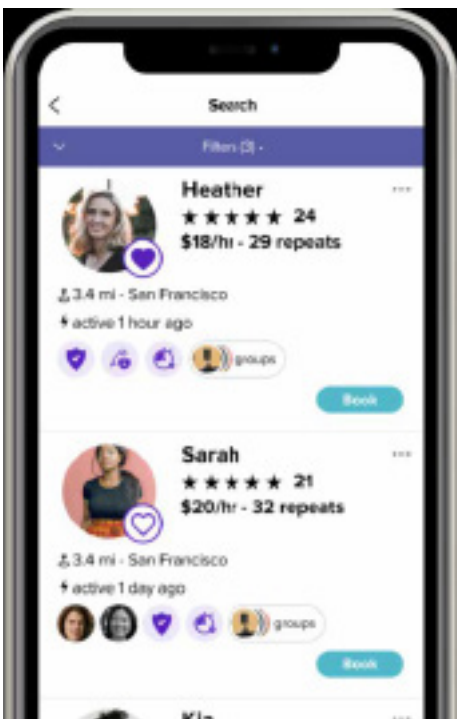 Search
Filters (3)
Heather
24
$18/hr - 29 repeats
3.4 mi - San Francisco
active 1 hour ago
groups
Book
Sarah
21
$20/hr - 32 repeats
3.4 mi - San Francisco
active 1 day ago
groups
Book